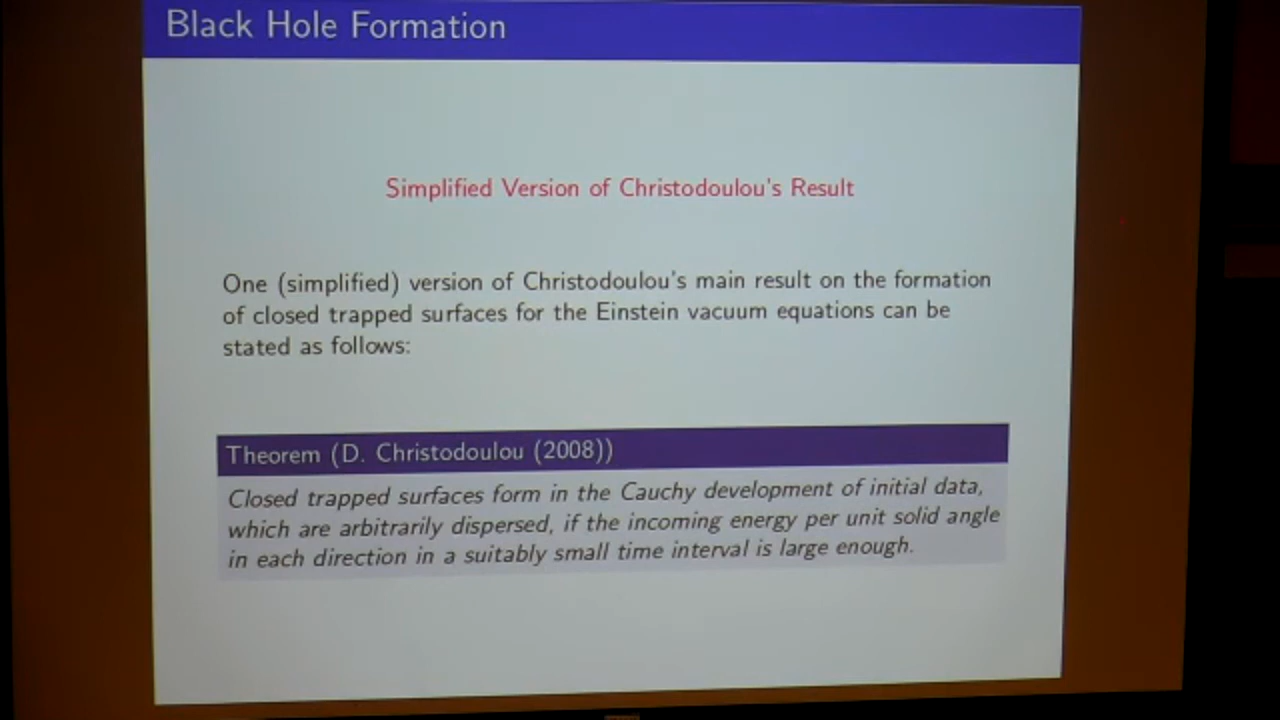 Black Hole Formation
Simplified Version of Christodoulou's Result
One (simplified) version of Christodoulou's main result on the formation
of closed trapped surfaces for the Einstein vacuum equations can be
stated as follows:
Theorem (D. Christodoulou (2008))
Closed trapped surfaces form in the Cauchy development of initial data,
which are arbitrarily dispersed, if the incoming energy per unit solid angle
in each direction in a suitably small time interval is large enough.